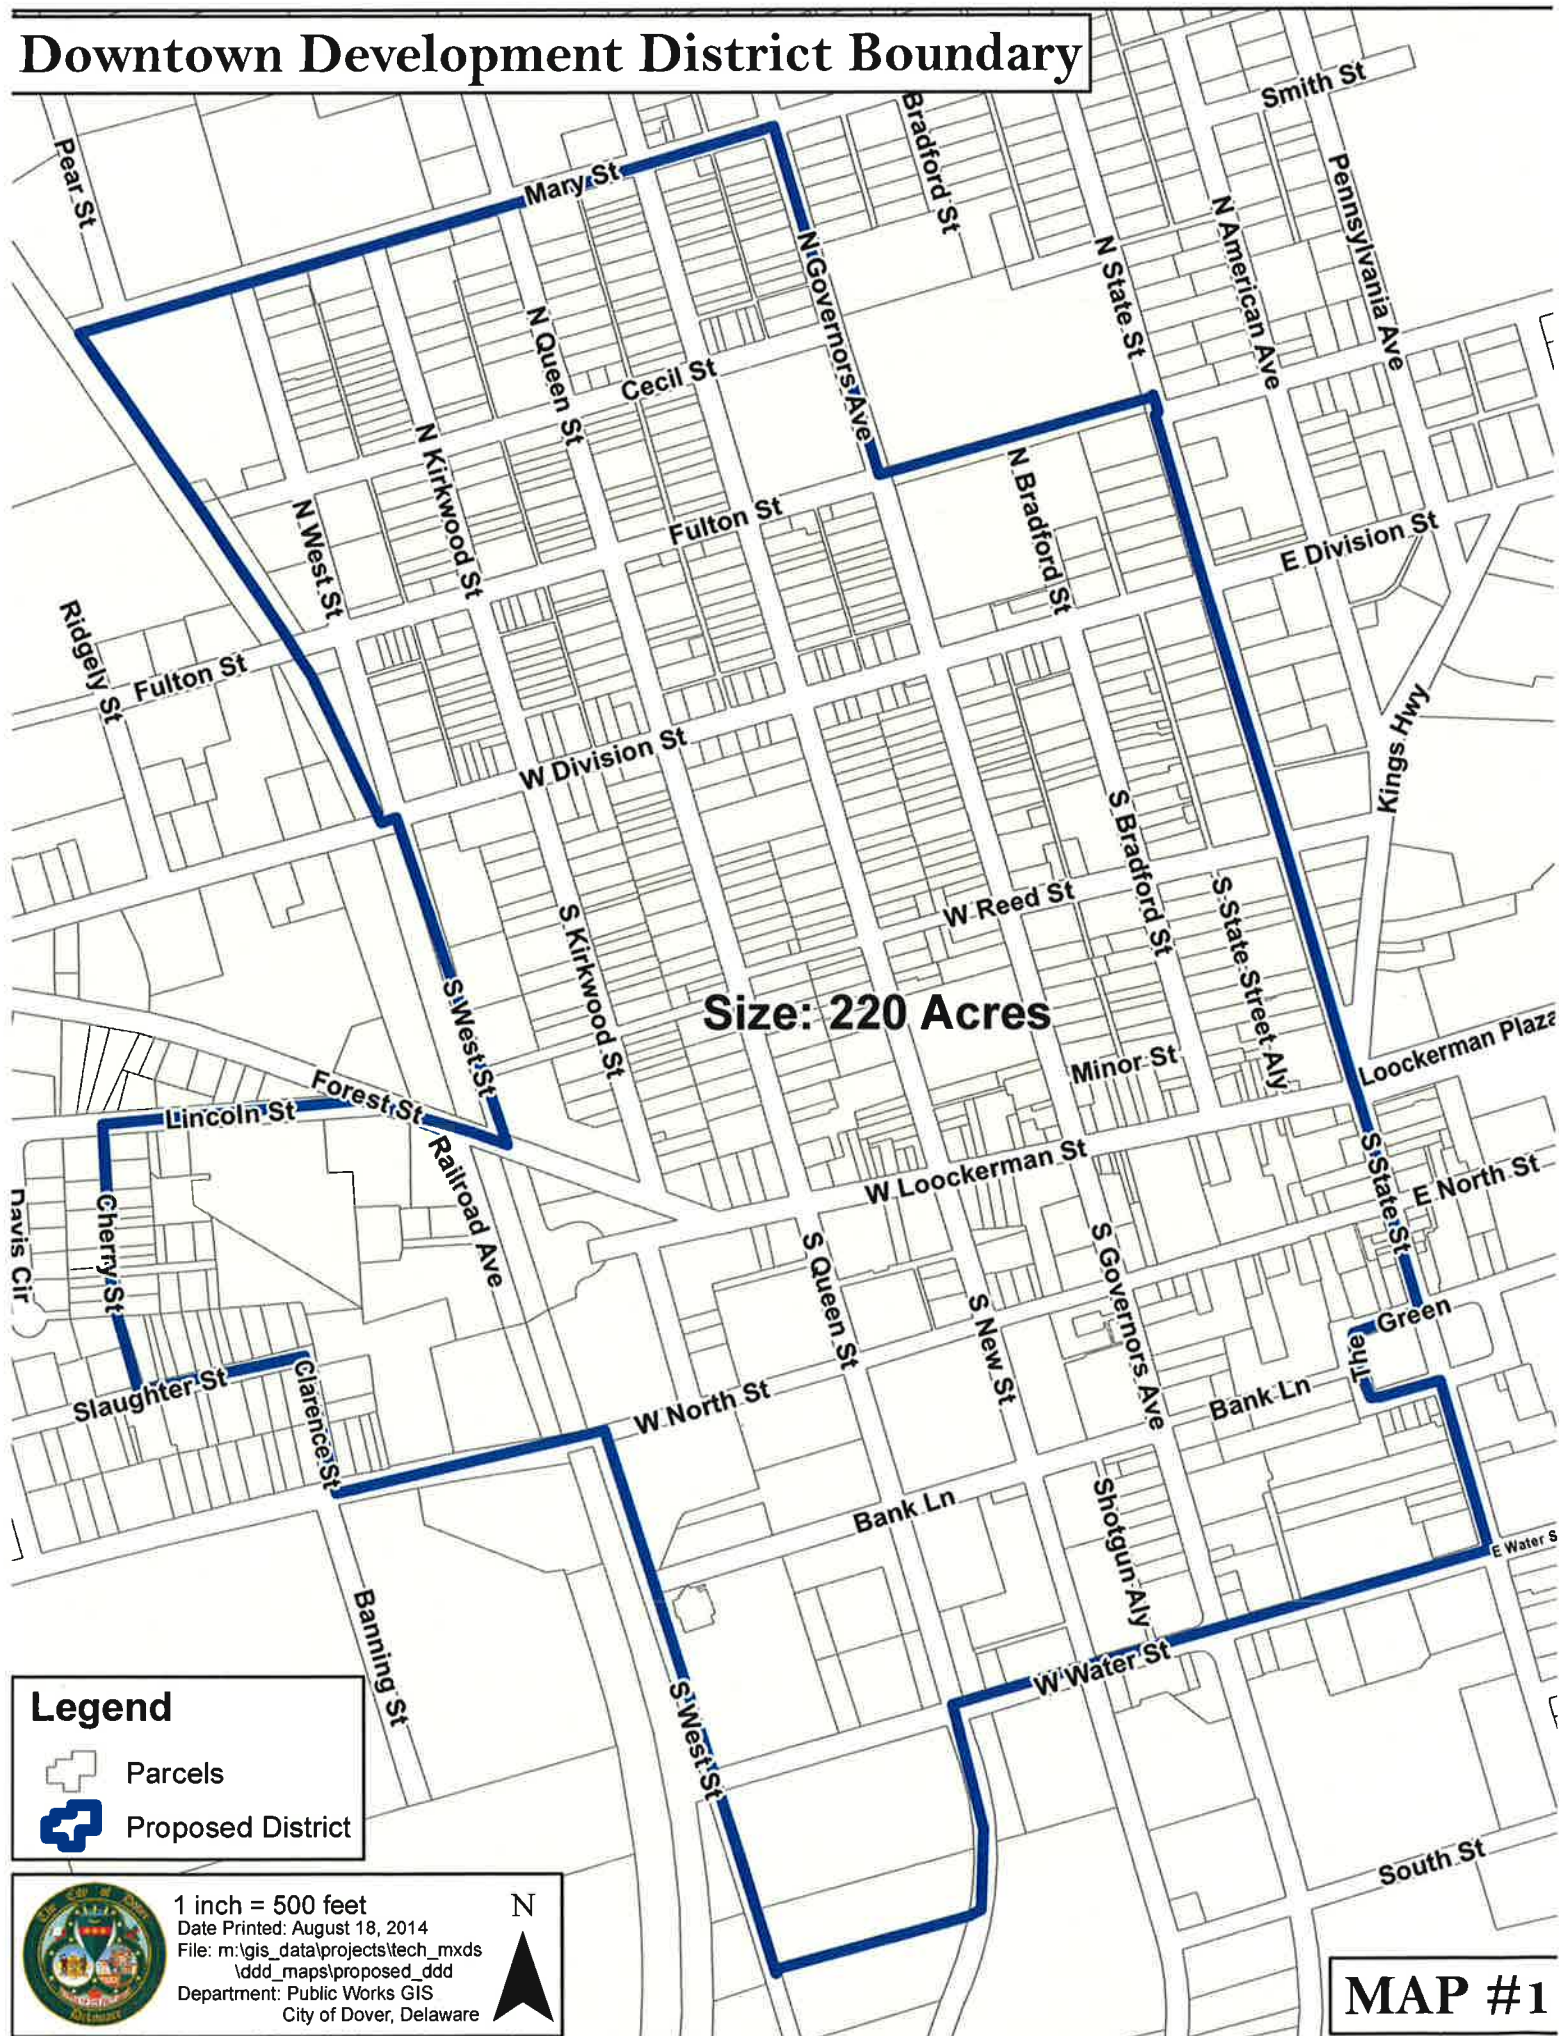 Downtown Development District Boundary
Smith St
Bradford St
Pear St
Mary St
Pennsylvania Ave
N American Ave
N State St
N Governors Ave
N Queen St
Cecil St
N Kirkwood St
N Bradford St
N West St
Fulton St
E Division St
Ridgely St
Fulton St
Kings Hwy
W Division St
S Bradford St
W Reed St
S State Street Aly
S Kirkwood St
S West St
Size: 220 Acres
Loockerman Plaza
Minor St
Forest St
Lincoln St
Railroad Ave
W Loockerman St
S State St
E North St
Davis Cir
Cherry St
S Queen St
S Governors Ave
S New St
Green
The
Slaughter St
Clarence St
W North St
Bank Ln
Bank Ln
Shotgun Aly
E Water S
Banning St
W Water St
S West St
South St
Legend
Parcels
Proposed District
The City of Dover
Delaware
1 inch = 500 feet
N
Date Printed: August 18, 2014
File: m:\gis_data\projects\tech_mxds
\ddd_maps\proposed_ddd
Department: Public Works GIS
City of Dover, Delaware
MAP #1